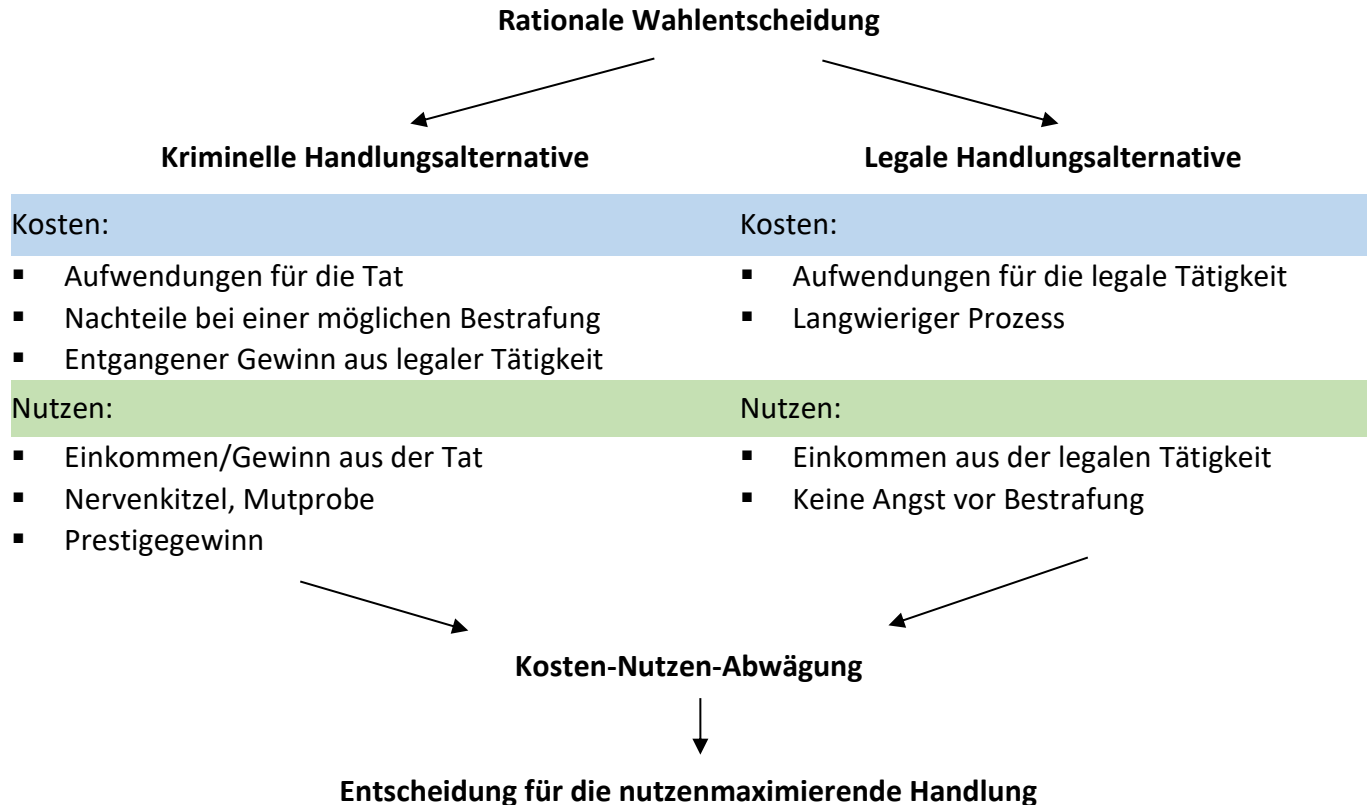 Rationale Wahlentscheidung
Kriminelle Handlungsalternative
Legale Handlungsalternative
Kosten:
▪ Aufwendungen für die Tat
▪ Nachteile bei einer möglichen Bestrafung
▪ Entgangener Gewinn aus legaler Tätigkeit
Nutzen:
▪ Einkommen/Gewinn aus der Tat
▪ Nervenkitzel, Mutprobe
▪ Prestigegewinn
Kosten:
▪ Aufwendungen für die legale Tätigkeit
▪ Langwieriger Prozess
Nutzen:
▪ Einkommen aus der legalen Tätigkeit
▪ Keine Angst vor Bestrafung
Kosten-Nutzen-Abwägung
Entscheidung für die nutzenmaximierende Handlung